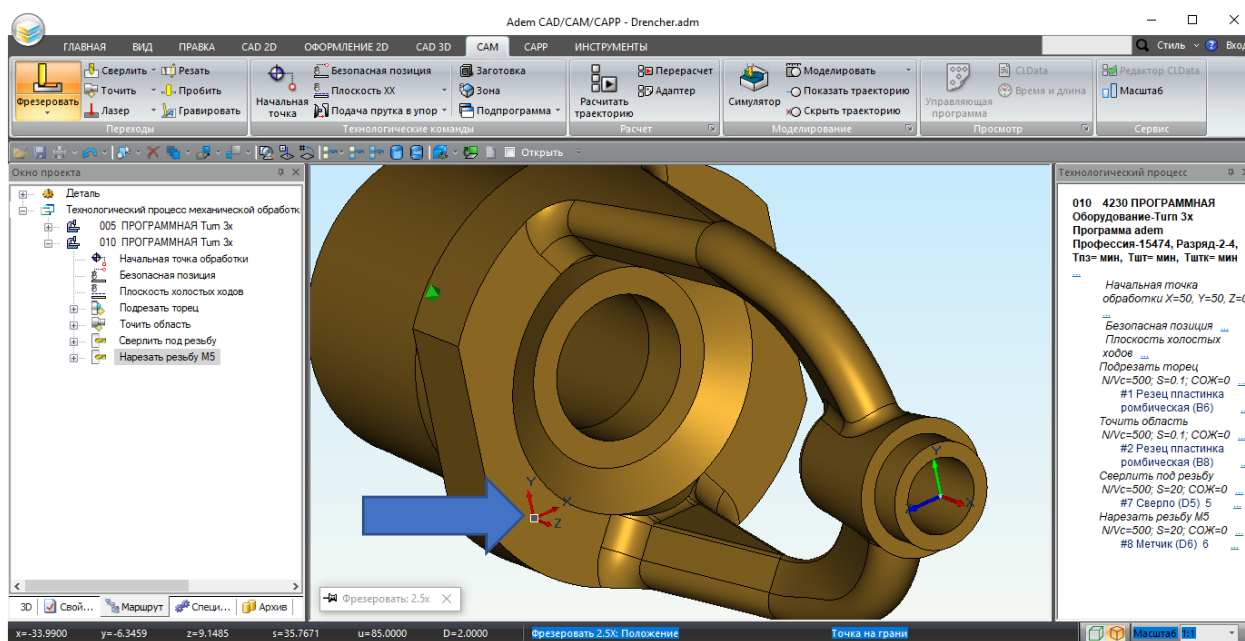 Adem CAD/CAM/CAPP - Drencher.adm
ГЛАВНАЯ ВИД ПРАВКА CAD 2D ОФОРМЛЕНИЕ 2D CAD 3D CAM CAPP ИНСТРУМЕНТЫ Стиль Вход
Фрезеровать
Сверлить Резать
Точить Пробить
Лазер Гравировать
Переходы
Начальная точка
Безопасная позиция Заготовка
Плоскость ХХ Зона
Подача прутка в упор Подпрограмма
Технологические команды
Расчитать траекторию
Перерасчет
Адаптер
Расчет
Симулятор
Моделировать
Показать траекторию
Скрыть траекторию
Моделирование
Управляющая программа
CLData
Время и длина
Просмотр
Редактор CLData
Масштаб
Сервис
Открыть
Окно проекта
Деталь
Технологический процесс механической обработк
005 ПРОГРАММНАЯ Turn 3x
010 ПРОГРАММНАЯ Turn 3x
Начальная точка обработки
Безопасная позиция
Плоскость холостых ходов
Подрезать торец
Точить область
Сверлить под резьбу
Нарезать резьбу М5
3D Свой... Маршрут Специ... Архив
Y
X
Z
Y
X
Фрезеровать: 2.5x
Технологический процесс
010 4230 ПРОГРАММНАЯ
Оборудование-Turn 3x
Программа adem
Профессия-15474, Разряд-2-4,
Тпз= мин, Тшт= мин, Тштк= мин
...
Начальная точка
обработки X=50, Y=50, Z=0
...
Безопасная позиция ...
Плоскость холостых
ходов ...
Подрезать торец
N/Vc=500; S=0.1; СОЖ=0 ...
#1 Резец пластинка
ромбическая (B6) ...
Точить область
N/Vc=500; S=0.1; СОЖ=0 ...
#2 Резец пластинка
ромбическая (B8) ...
Сверлить под резьбу
N/Vc=500; S=20; СОЖ=0 ...
#7 Сверло (D5) 5 ...
Нарезать резьбу М5
N/Vc=500; S=20; СОЖ=0 ...
#8 Метчик (D6) 6 ...
x=-33.9900 y=-6.3459 z=9.1485 s=35.7671 u=85.0000 D=2.0000 Фрезеровать 2.5X: Положение Точка на грани Масштаб 1:1